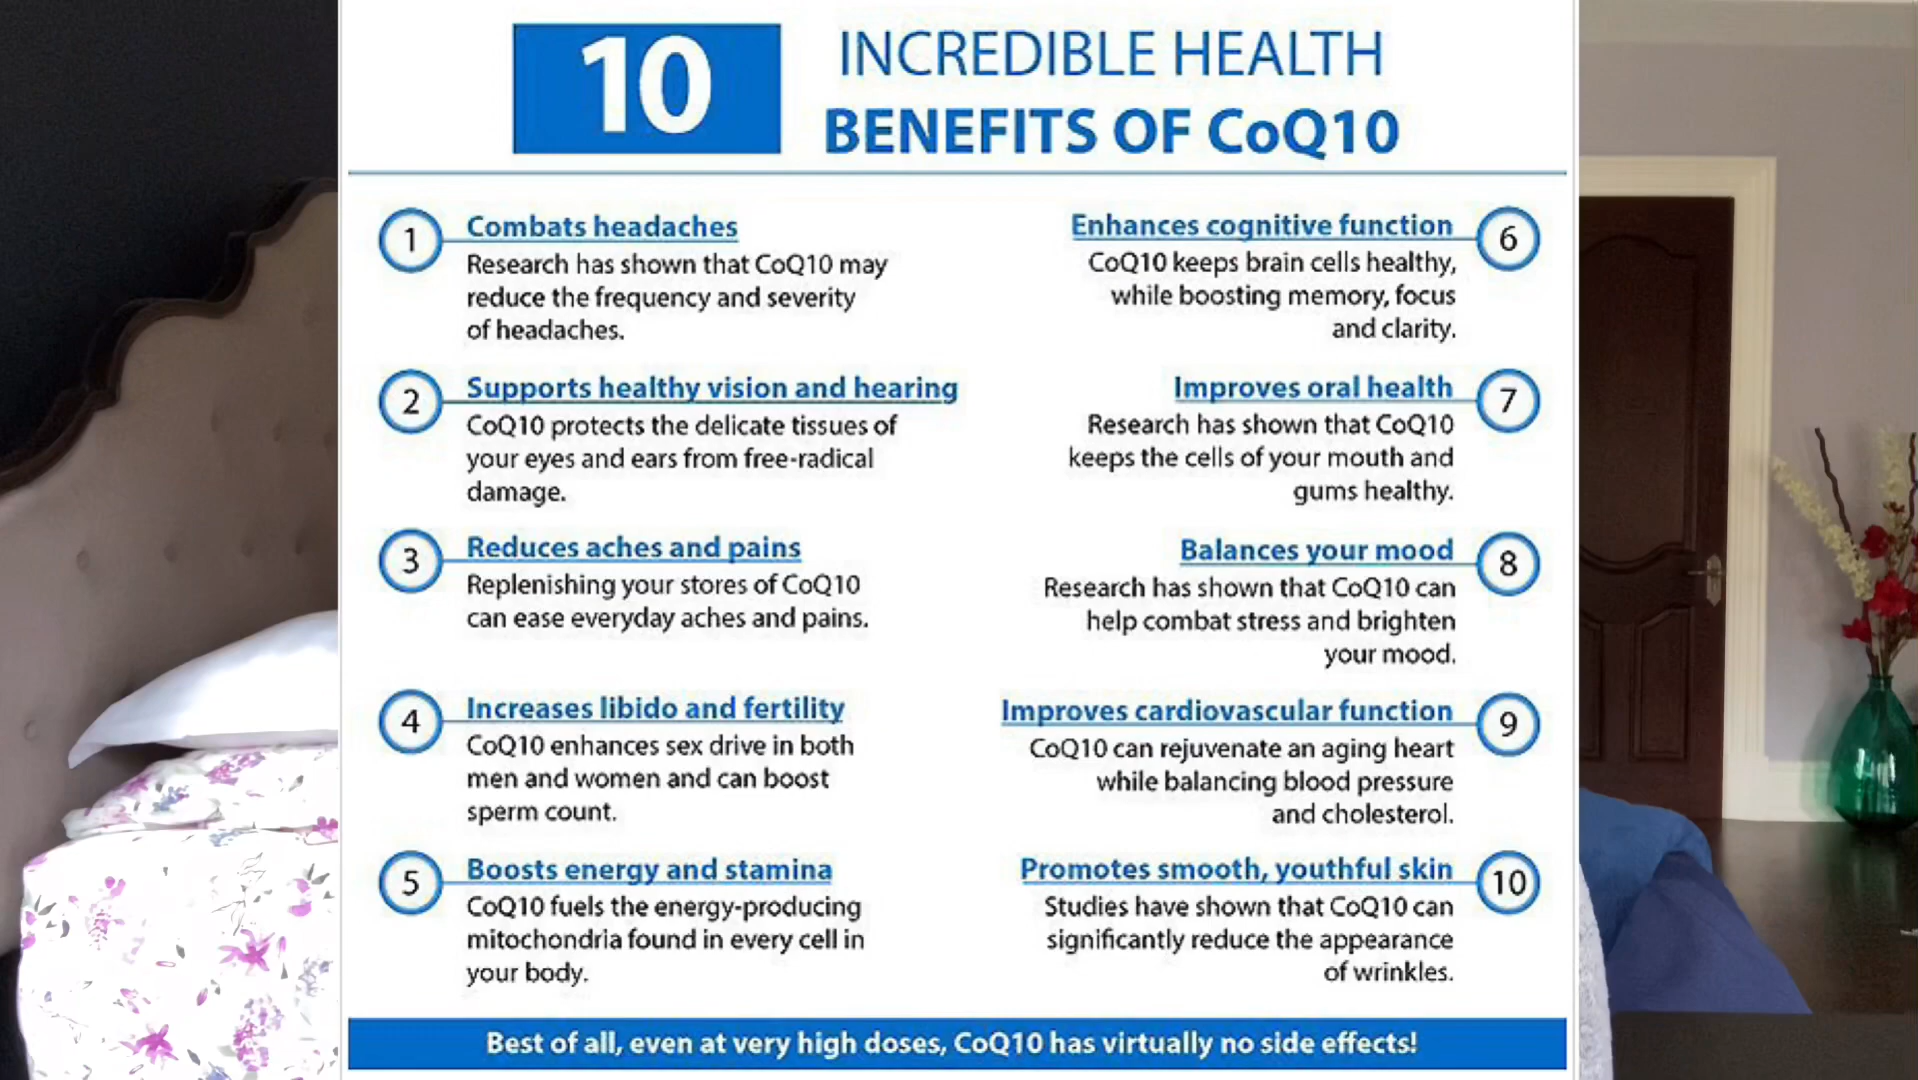 10
INCREDIBLE HEALTH
BENEFITS OF CoQ10
1
Combats headaches
Research has shown that CoQ10 may
reduce the frequency and severity
of headaches.
2
Supports healthy vision and hearing
CoQ10 protects the delicate tissues of
your eyes and ears from free-radical
damage.
3
Reduces aches and pains
Replenishing your stores of CoQ10
can ease everyday aches and pains.
4
Increases libido and fertility
CoQ10 enhances sex drive in both
men and women and can boost
sperm count.
5
Boosts energy and stamina
CoQ10 fuels the energy-producing
mitochondria found in every cell in
your body.
Enhances cognitive function
6
CoQ10 keeps brain cells healthy,
while boosting memory, focus
and clarity.
Improves oral health
7
Research has shown that CoQ10
keeps the cells of your mouth and
gums healthy.
Balances your mood
8
Research has shown that CoQ10 can
help combat stress and brighten
your mood.
Improves cardiovascular function
9
CoQ10 can rejuvenate an aging heart
while balancing blood pressure
and cholesterol.
Promotes smooth, youthful skin
10
Studies have shown that CoQ10 can
significantly reduce the appearance
of wrinkles.
Best of all, even at very high doses, CoQ10 has virtually no side effects!